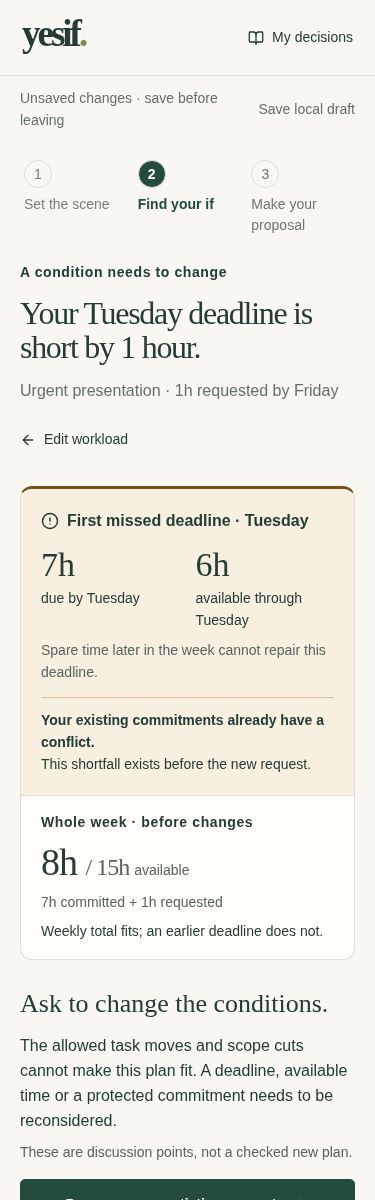 yesif.
My decisions
Unsaved changes · save before
leaving
Save local draft
1
2
3
Set the scene
Find your if
Make your
proposal
A condition needs to change
Your Tuesday deadline is
short by 1 hour.
Urgent presentation · 1h requested by Friday
Edit workload
First missed deadline · Tuesday
7h
6h
due by Tuesday
available through
Tuesday
Spare time later in the week cannot repair this
deadline.
Your existing commitments already have a
conflict.
This shortfall exists before the new request.
Whole week · before changes
8h / 15h available
7h committed + 1h requested
Weekly total fits; an earlier deadline does not.
Ask to change the conditions.
The allowed task moves and scope cuts
cannot make this plan fit. A deadline, available
time or a protected commitment needs to be
reconsidered.
These are discussion points, not a checked new plan.